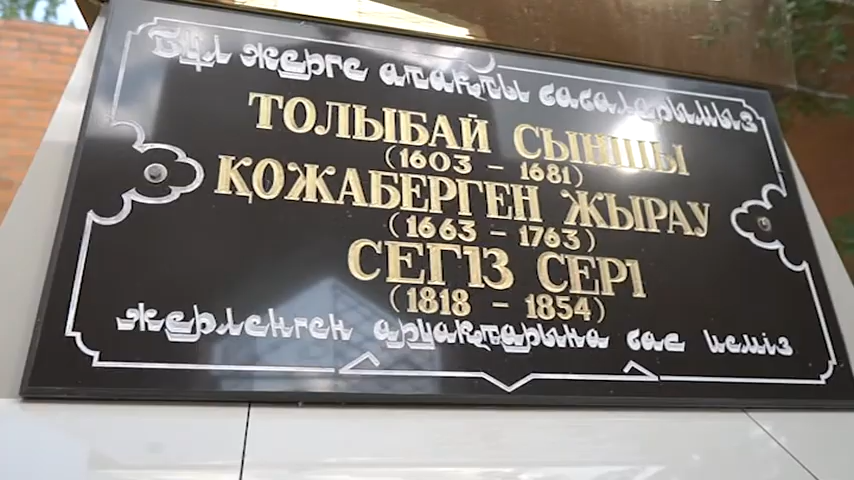 Бұл жерге атақты бабаларымыз
ТОЛЫБАЙ СЫНШЫ
(1603 – 1681)
ҚОЖАБЕРГЕН ЖЫРАУ
(1663 – 1763)
СЕГІЗ СЕРІ
(1818 – 1854)
жерленген аруақтарына бас иеміз